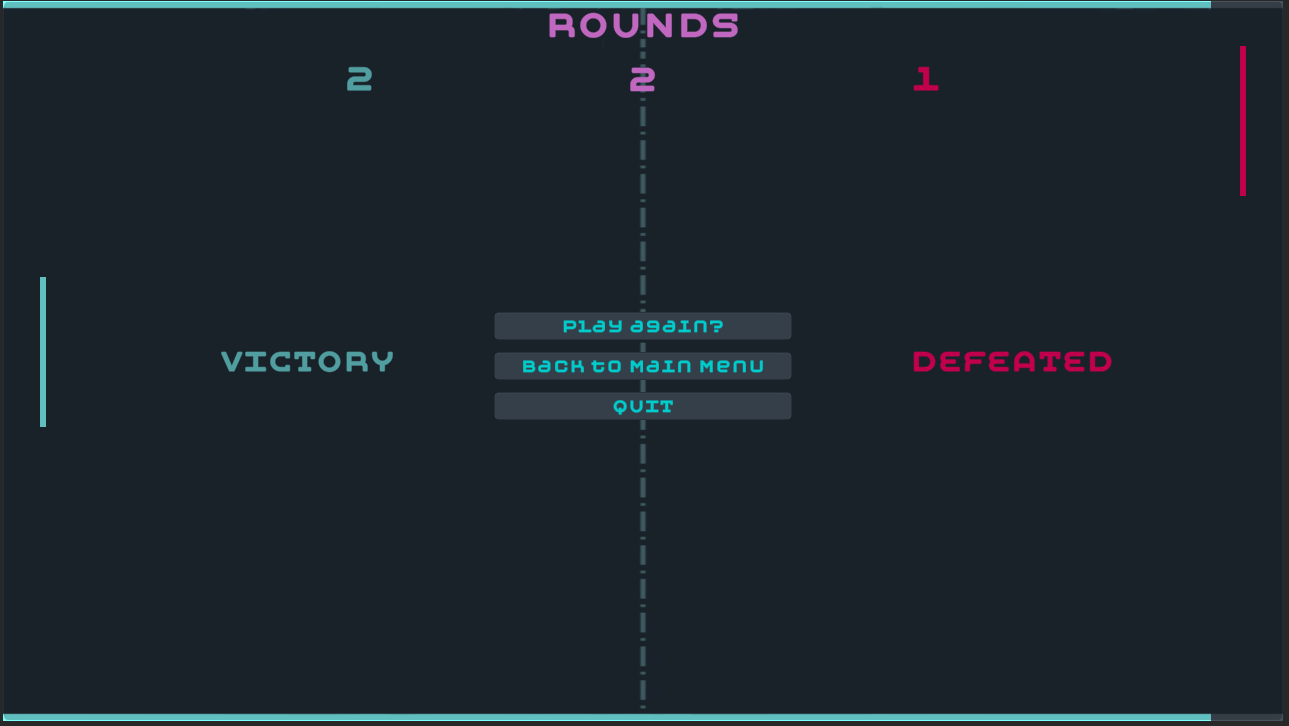 ROUNDS
2 2 1
Play again?
VICTORY
Back to Main Menu
DEFEATED
QUIT